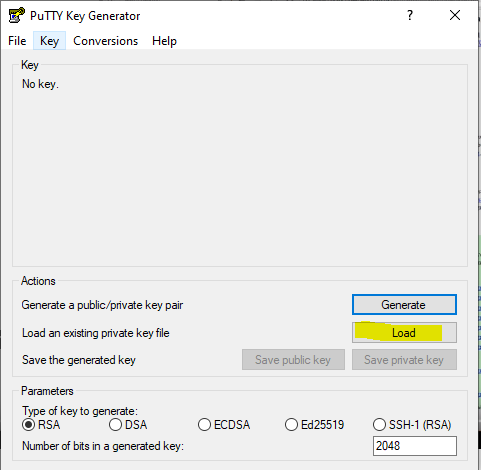 PuTTY Key Generator
?
File Key Conversions Help
Key
No key.
Actions
Generate a public/private key pair Generate
Load an existing private key file Load
Save the generated key Save public key Save private key
Parameters
Type of key to generate:
RSA DSA ECDSA Ed25519 SSH-1 (RSA)
Number of bits in a generated key: 2048